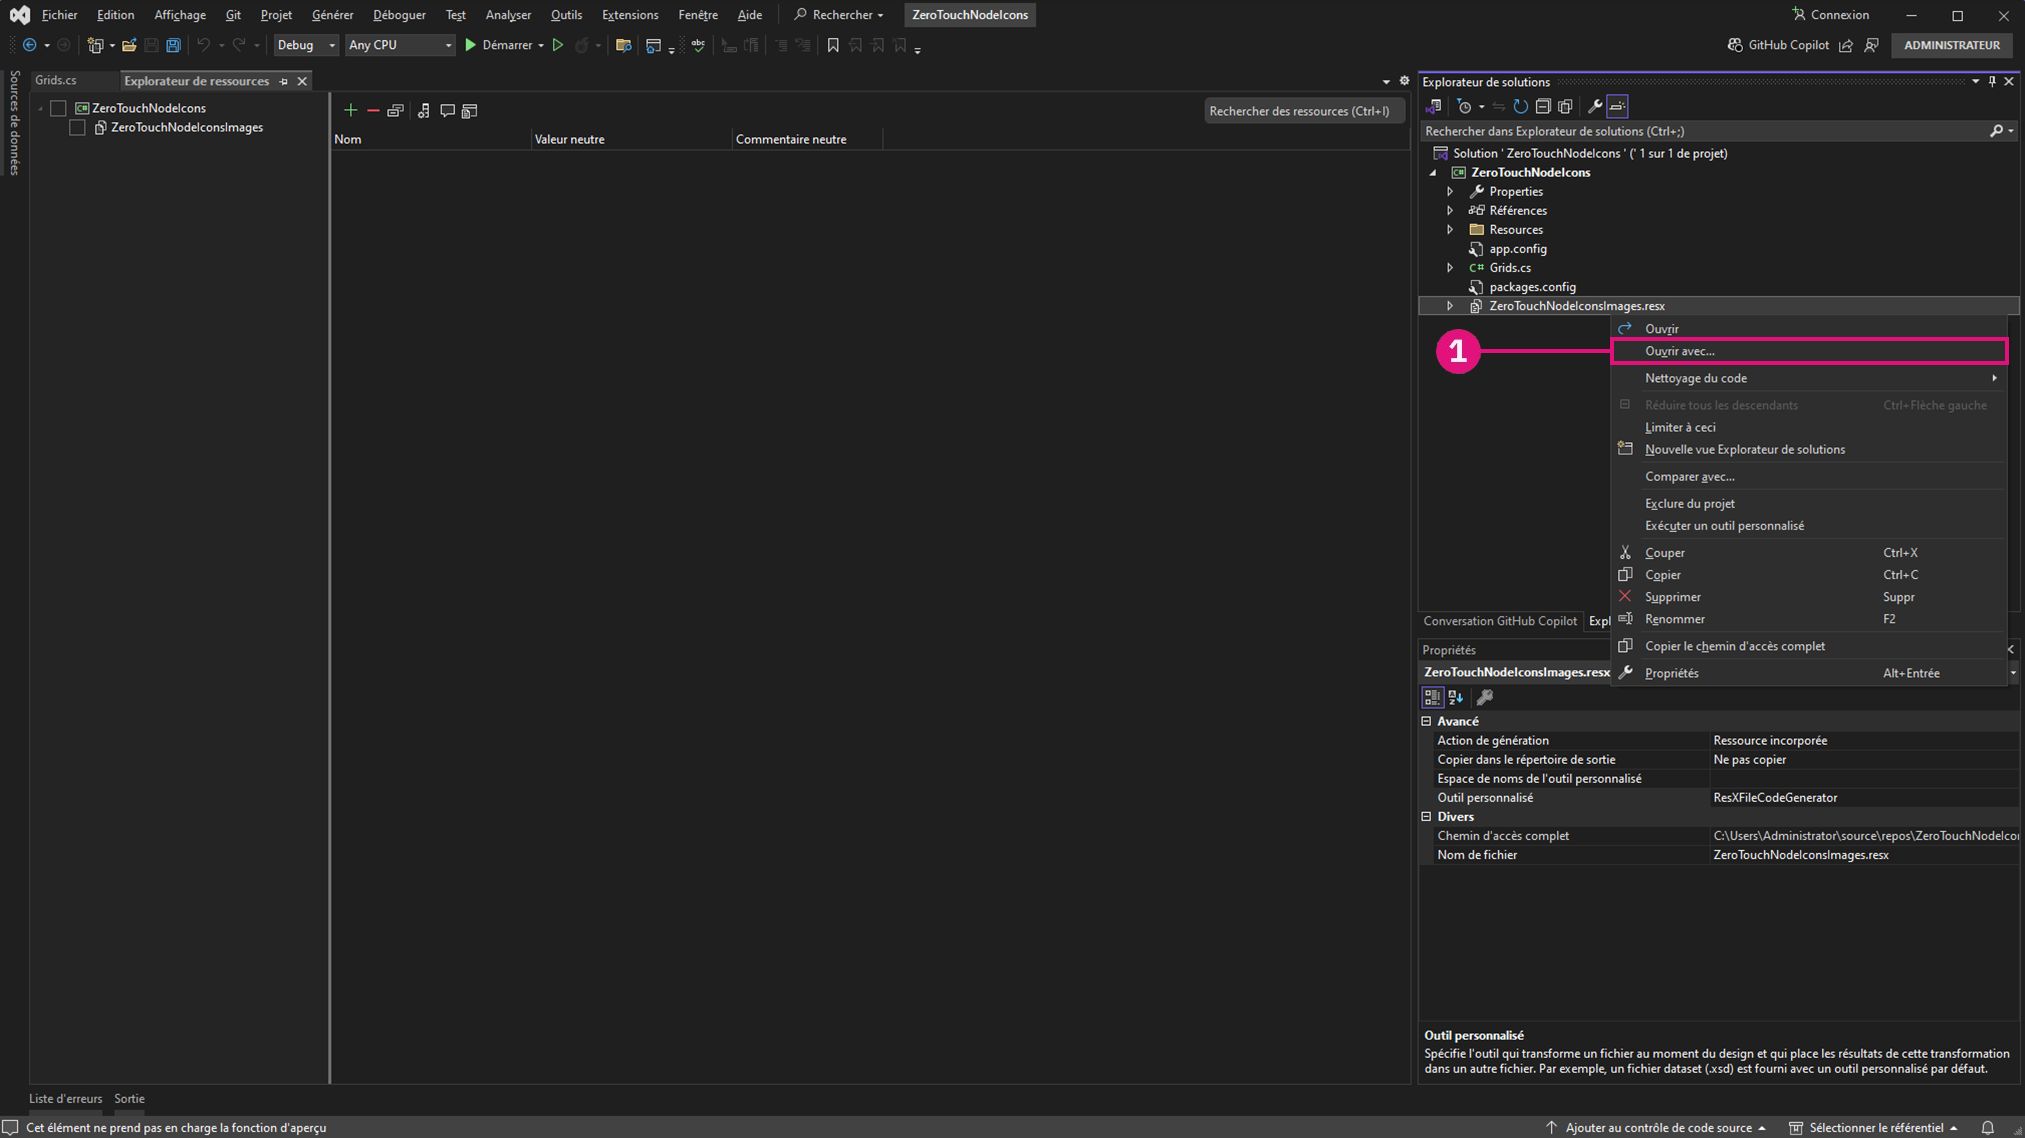 Fichier Edition Affichage Git Projet Générer Déboguer Test Analyser Outils Extensions Fenêtre Aide Rechercher ZeroTouchNodeIcons Connexion
Debug Any CPU Démarrer abc GitHub Copilot ADMINISTRATEUR
Sources de données
Grids.cs Explorateur de ressources
ZeroTouchNodeIcons
ZeroTouchNodeIconsImages
Rechercher des ressources (Ctrl+I)
Nom Valeur neutre Commentaire neutre
Explorateur de solutions
Rechercher dans Explorateur de solutions (Ctrl+;)
Solution ' ZeroTouchNodeIcons ' (' 1 sur 1 de projet)
C# ZeroTouchNodeIcons
Properties
Références
Resources
app.config
C# Grids.cs
packages.config
ZeroTouchNodeIconsImages.resx
Ouvrir
1
Ouvrir avec...
Nettoyage du code
Réduire tous les descendants Ctrl+Flèche gauche
Limiter à ceci
Nouvelle vue Explorateur de solutions
Comparer avec...
Exclure du projet
Exécuter un outil personnalisé
Couper Ctrl+X
Copier Ctrl+C
Supprimer Suppr
Renommer F2
Copier le chemin d'accès complet
Propriétés Alt+Entrée
Conversation GitHub Copilot Expl
Propriétés
ZeroTouchNodeIconsImages.resx
Avancé
Action de génération Ressource incorporée
Copier dans le répertoire de sortie Ne pas copier
Espace de noms de l'outil personnalisé
Outil personnalisé ResXFileCodeGenerator
Divers
Chemin d'accès complet C:\Users\Administrator\source\repos\ZeroTouchNodeIco
Nom de fichier ZeroTouchNodeIconsImages.resx
Outil personnalisé
Spécifie l'outil qui transforme un fichier au moment du design et qui place les résultats de cette transformation
dans un autre fichier. Par exemple, un fichier dataset (.xsd) est fourni avec un outil personnalisé par défaut.
Liste d'erreurs Sortie
Cet élément ne prend pas en charge la fonction d'aperçu Ajouter au contrôle de code source Sélectionner le référentiel